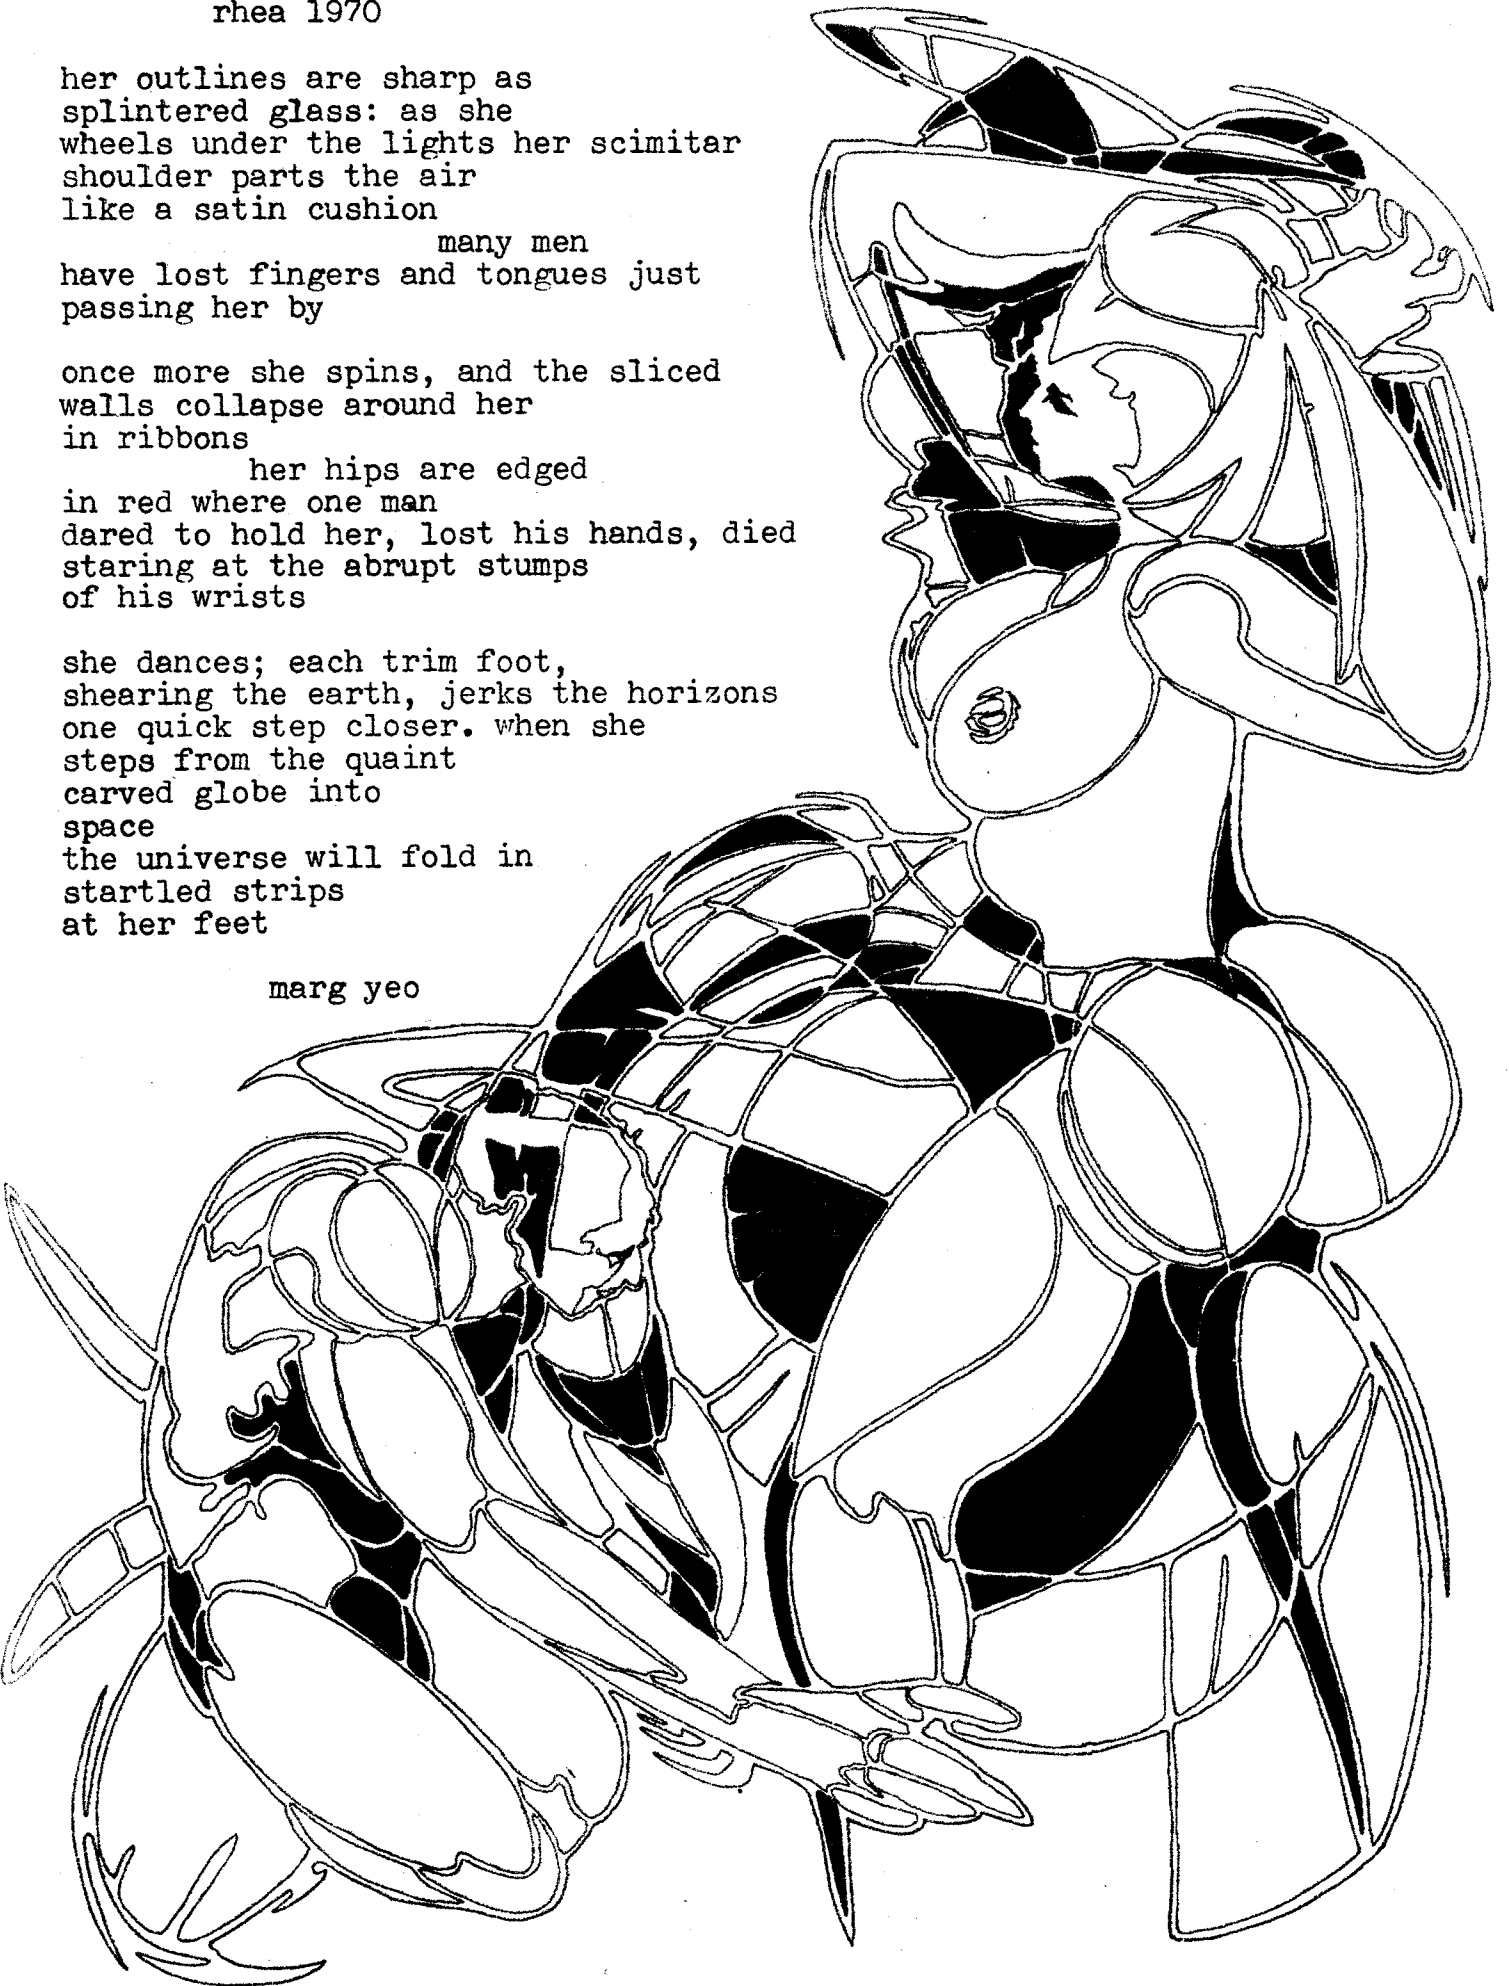 rhea 1970

her outlines are sharp as
splintered glass: as she
wheels under the lights her scimitar
shoulder parts the air
like a satin cushion
many men
have lost fingers and tongues just
passing her by

once more she spins, and the sliced
walls collapse around her
in ribbons
her hips are edged
in red where one man
dared to hold her, lost his hands, died
staring at the abrupt stumps
of his wrists

she dances; each trim foot,
shearing the earth, jerks the horizons
one quick step closer. when she
steps from the quaint
carved globe into
space
the universe will fold in
startled strips
at her feet

marg yeo